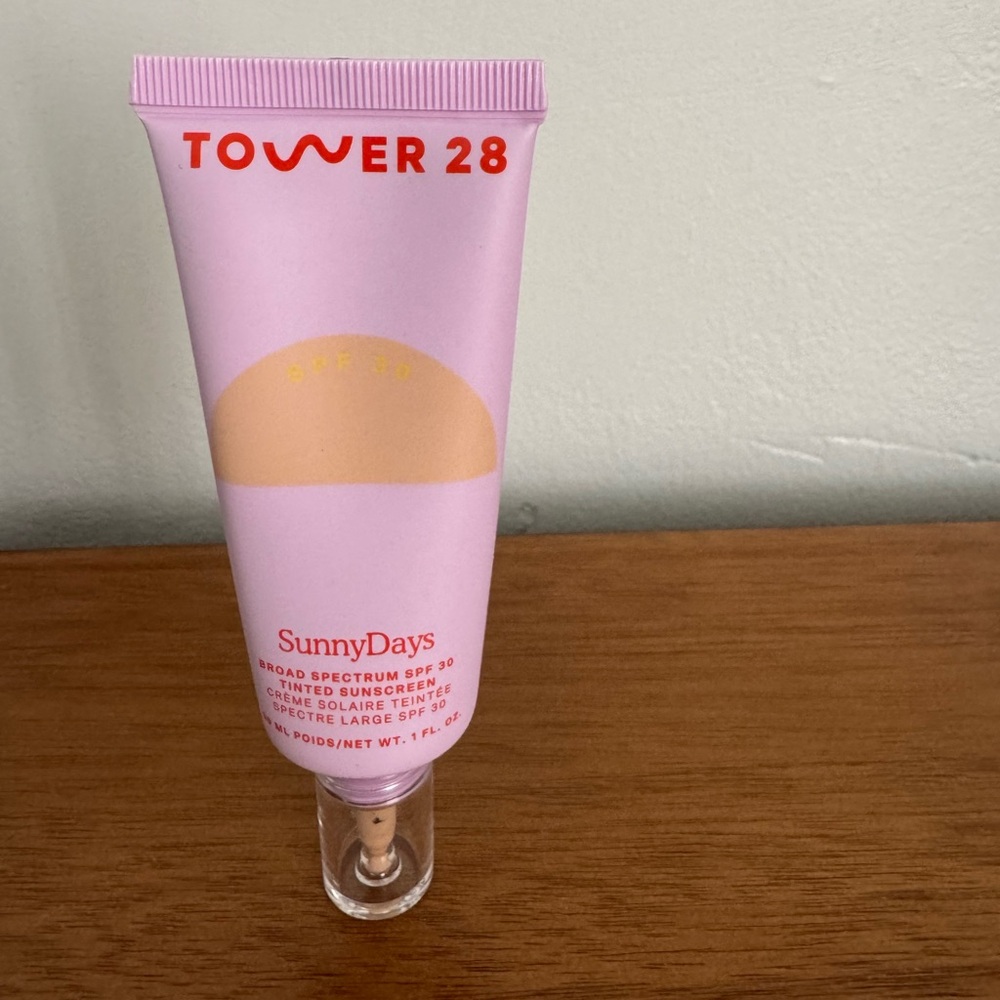 TOWER 28
SPF 30
SunnyDays
BROAD SPECTRUM SPF 30
TINTED SUNSCREEN
CRÈME SOLAIRE TEINTÉE
SPECTRE LARGE SPF 30
ML POIDS/NET WT. 1 FL. OZ.